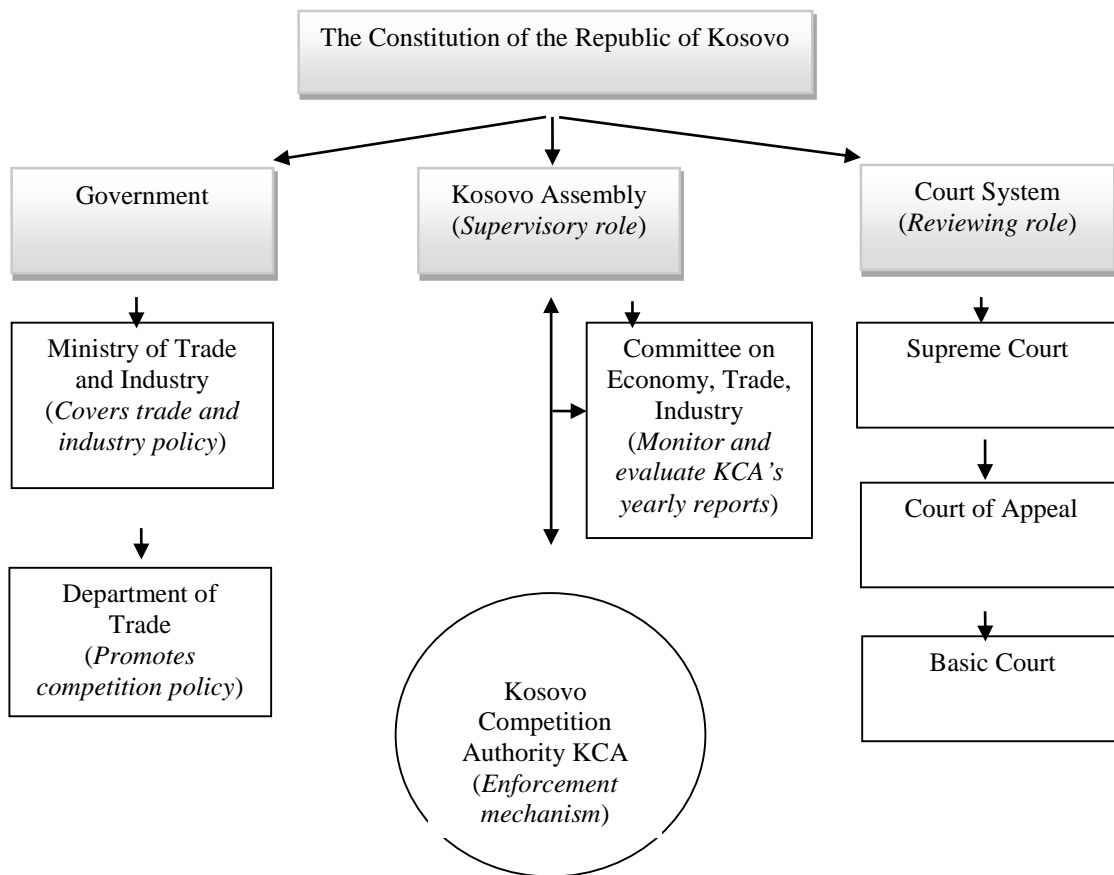 The Constitution of the Republic of Kosovo
Government
Kosovo Assembly
(Supervisory role)
Court System
(Reviewing role)
Ministry of Trade
and Industry
(Covers trade and
industry policy)
Committee on
Economy, Trade,
Industry
(Monitor and
evaluate KCA’s
yearly reports)
Supreme Court
Court of Appeal
Department of
Trade
(Promotes
competition policy)
Basic Court
Kosovo
Competition
Authority KCA
(Enforcement
mechanism)